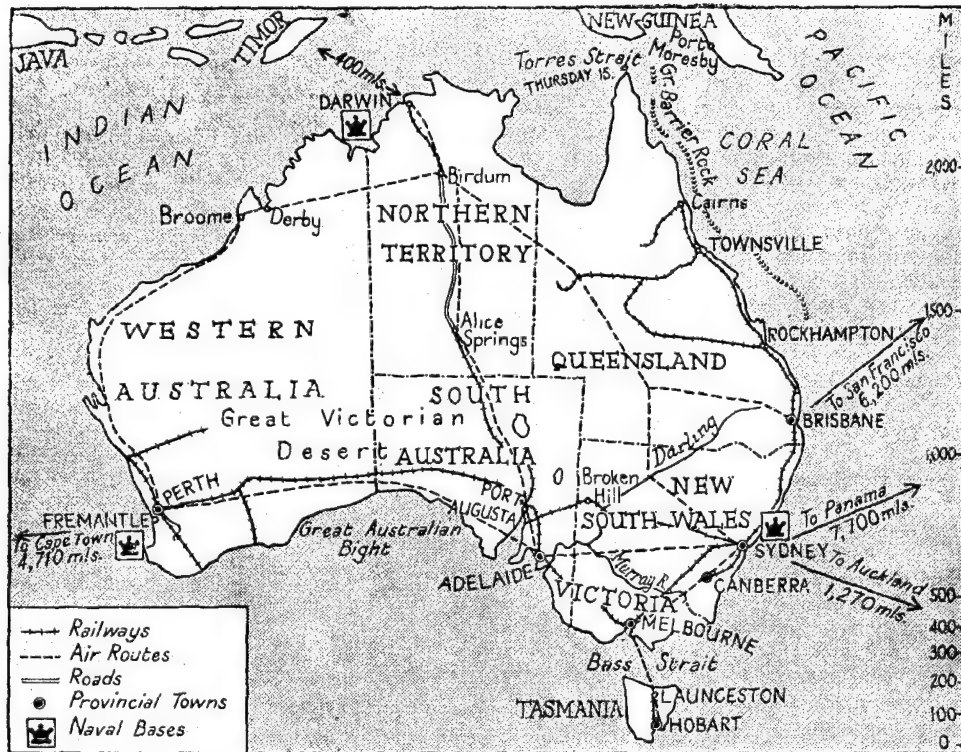 NEW GUINEA
Port
Moresby
JAVA
TIMOR
400 mls.
Torres Strait
THURSDAY IS.
Gt. Barrier Rock
PACIFIC
OCEAN
MILES
INDIAN
OCEAN
DARWIN
CORAL
SEA
2,000
Birdum
Broome
Derby
Cairns
NORTHERN
TERRITORY
TOWNSVILLE
1,500
WESTERN
AUSTRALIA
Alice
Springs
ROCKHAMPTON
QUEENSLAND
To San Francisco
6,200 mls.
SOUTH
AUSTRALIA
Great Victorian
Desert
BRISBANE
Darling
1,000
PERTH
PORT
AUGUSTA
Broken
Hill
NEW
SOUTH WALES
To Panama
7,700 mls.
FREMANTLE
To Cape Town
4,710 mls.
Great Australian
Bight
SYDNEY
ADELAIDE
Murray R.
CANBERRA
To Auckland
1,270 mls.
VICTORIA
500
MELBOURNE
400
Bass Strait
300
200
TASMANIA
LAUNCESTON
HOBART
100
0
Railways
Air Routes
Roads
Provincial Towns
Naval Bases